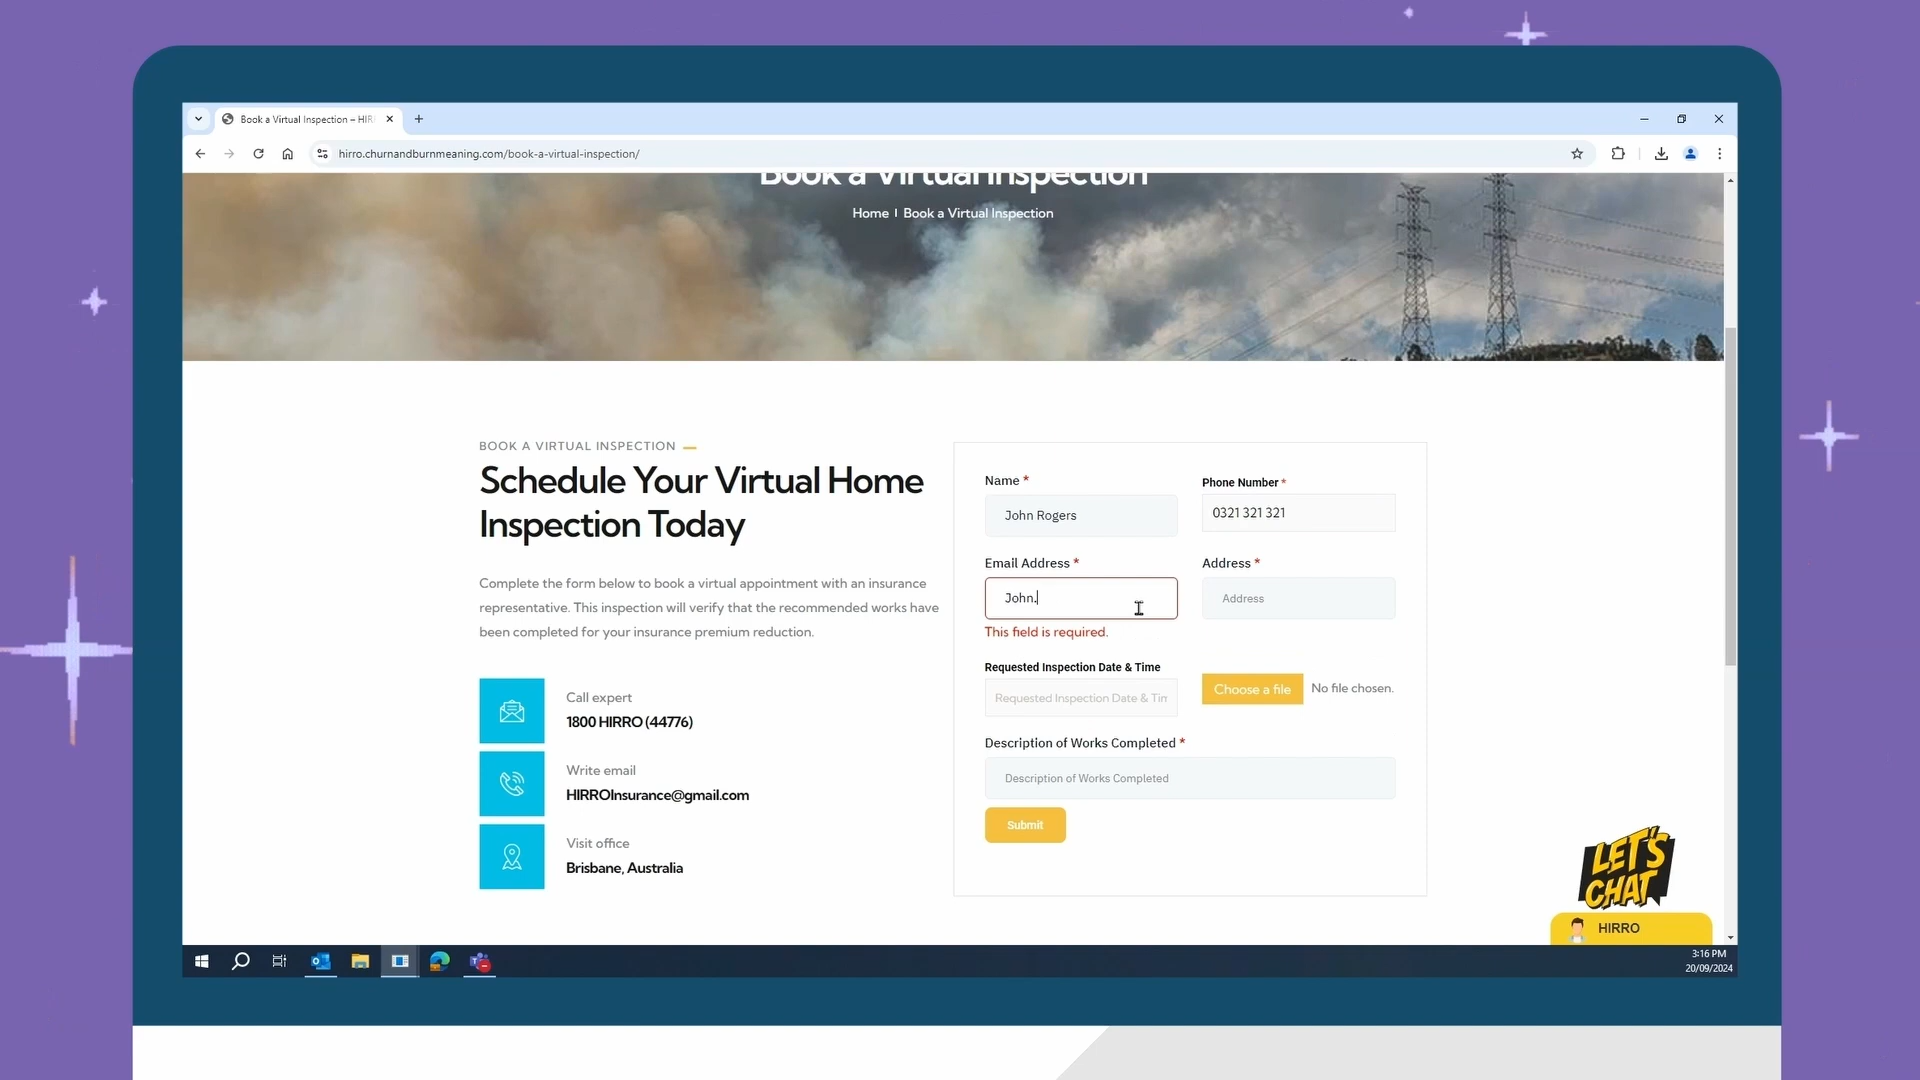 Book a Virtual Inspection – HIR
hirro.churnandburnmeaning.com/book-a-virtual-inspection/
Book a Virtual Inspection
Home | Book a Virtual Inspection
BOOK A VIRTUAL INSPECTION
Schedule Your Virtual Home
Inspection Today
Complete the form below to book a virtual appointment with an insurance
representative. This inspection will verify that the recommended works have
been completed for your insurance premium reduction.
Call expert
1800 HIRRO (44776)
Write email
HIRROInsurance@gmail.com
Visit office
Brisbane, Australia
Name *
John Rogers
Phone Number *
0321 321 321
Email Address *
John.
This field is required.
Address *
Address
Requested Inspection Date & Time
Requested Inspection Date & Tim
Choose a file No file chosen.
Description of Works Completed *
Description of Works Completed
Submit
LET'S
CHAT
HIRRO
3:16 PM
20/09/2024